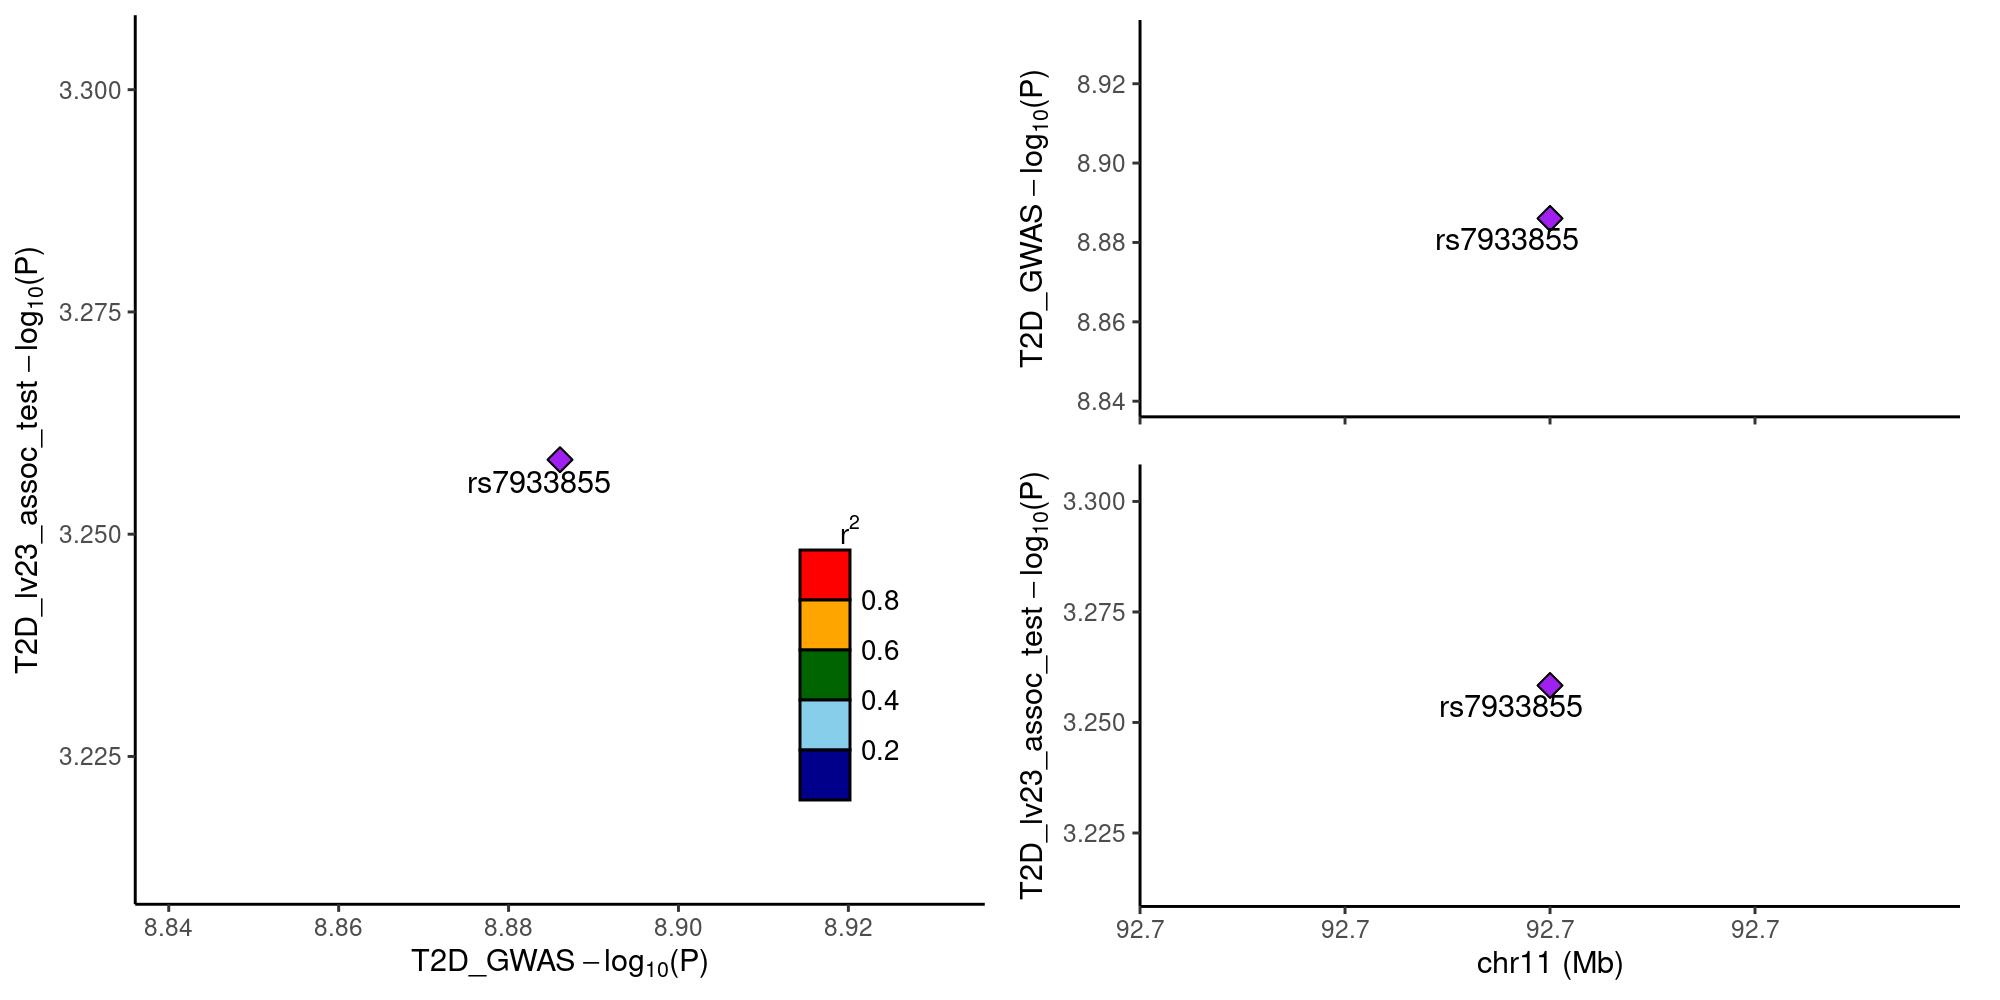 T2D_lv23_assoc_test −log10(P)
3.300
3.275
3.250
3.225
rs7933855
r2
0.8
0.6
0.4
0.2
8.84 8.86 8.88 8.90 8.92
T2D_GWAS −log10(P)
T2D_GWAS −log10(P)
8.92
8.90
8.88
8.86
8.84
rs7933855
T2D_lv23_assoc_test −log10(P)
3.300
3.275
3.250
3.225
rs7933855
92.7 92.7 92.7 92.7
chr11 (Mb)